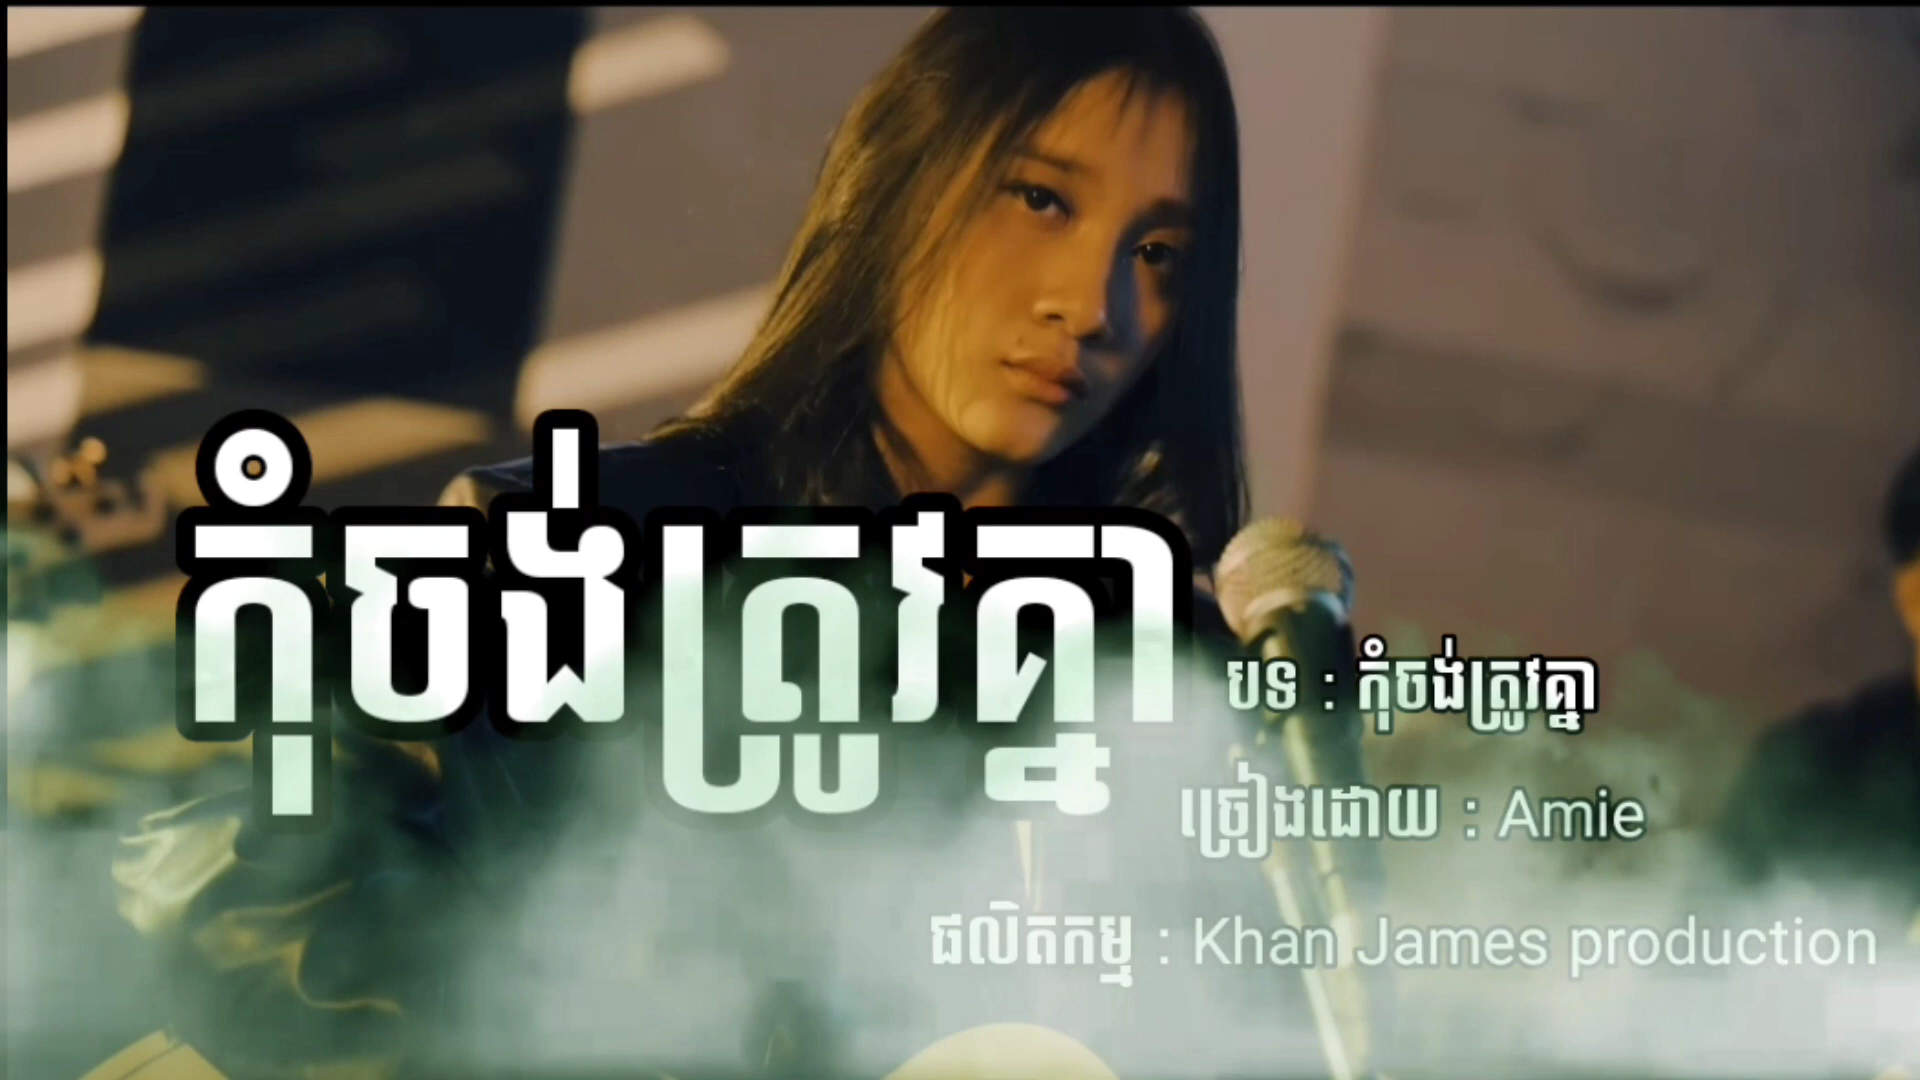 កុំចង់ត្រូវគ្នា
បទ : កុំចង់ត្រូវគ្នា
ច្រៀងដោយ : Amie
ផលិតកម្ម : Khan James production